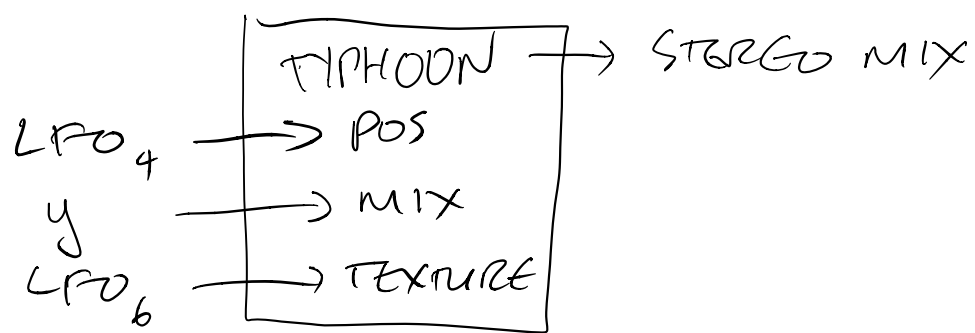 TYPHOON → STEREO MIX
LFO4 → POS
y → MIX
LFO6 → TEXTURE